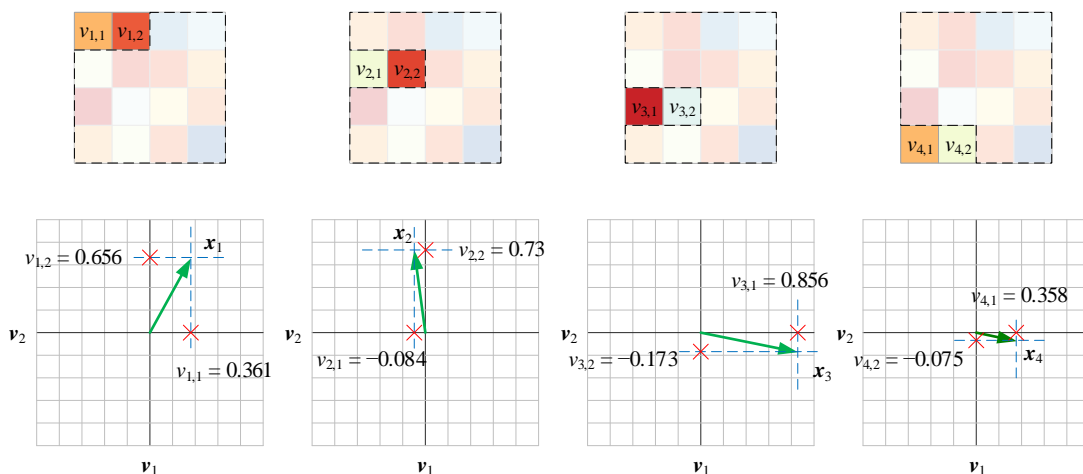 v1,1 v1,2
v2,1 v2,2
v3,1 v3,2
v4,1 v4,2
x1
v1,2 = 0.656
v1,1 = 0.361
v2
v1
x2
v2,2 = 0.73
v2,1 = −0.084
v2
v1
v3,1 = 0.856
v3,2 = −0.173
x3
v2
v1
v4,1 = 0.358
v4,2 = −0.075
x4
v2
v1